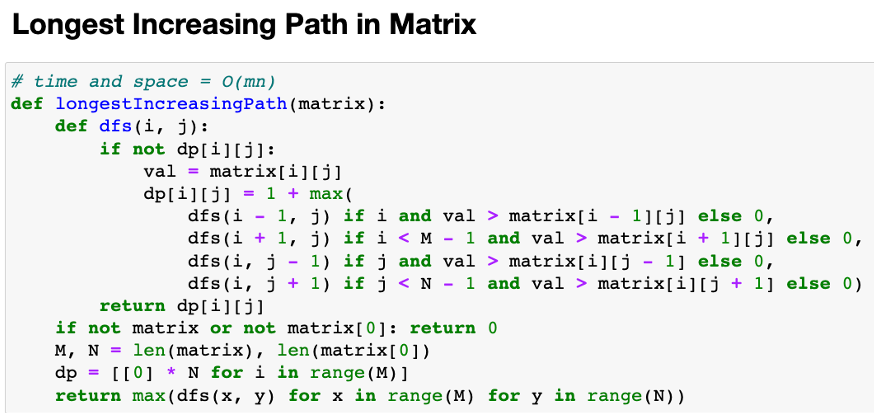 Longest Increasing Path in Matrix
# time and space = O(mn)
def longestIncreasingPath(matrix):
    def dfs(i, j):
        if not dp[i][j]:
            val = matrix[i][j]
            dp[i][j] = 1 + max(
                dfs(i - 1, j) if i and val > matrix[i - 1][j] else 0,
                dfs(i + 1, j) if i < M - 1 and val > matrix[i + 1][j] else 0,
                dfs(i, j - 1) if j and val > matrix[i][j - 1] else 0,
                dfs(i, j + 1) if j < N - 1 and val > matrix[i][j + 1] else 0)
        return dp[i][j]
    if not matrix or not matrix[0]: return 0
    M, N = len(matrix), len(matrix[0])
    dp = [[0] * N for i in range(M)]
    return max(dfs(x, y) for x in range(M) for y in range(N))